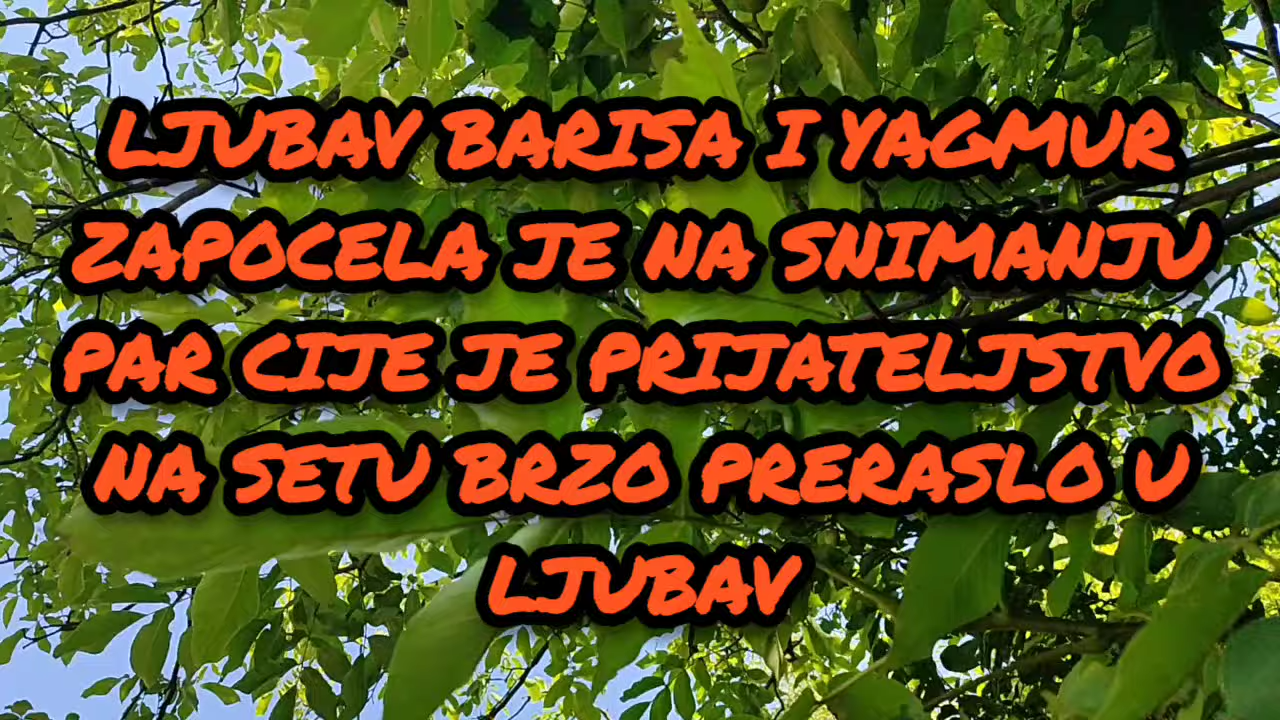 LJUBAV BARISA I YAGMUR
ZAPOCELA JE NA SNIMANJU
PAR CIJE JE PRIJATELJSTVO
NA SETU BRZO PRERASLO U
LJUBAV